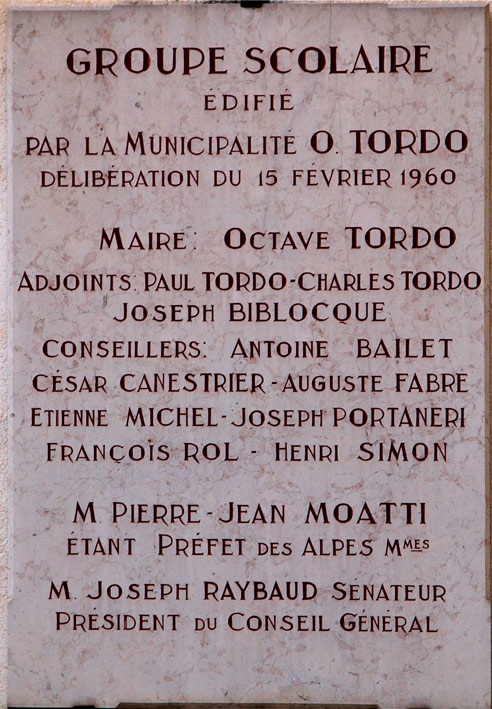 GROUPE SCOLAIRE
ÉDIFIÉ
PAR LA MUNICIPALITÉ O. TORDO
DÉLIBÉRATION DU 15 FÉVRIER 1960
MAIRE: OCTAVE TORDO
ADJOINTS: PAUL TORDO-CHARLES TORDO
JOSEPH BIBLOCQUE
CONSEILLERS: ANTOINE BAILET
CÉSAR CANESTRIER-AUGUSTE FABRE
ETIENNE MICHEL-JOSEPH PORTANERI
FRANÇOIS ROL - HENRI SIMON
M. PIERRE-JEAN MOATTI
ÉTANT PRÉFET DES ALPES MMES
M. JOSEPH RAYBAUD SÉNATEUR
PRÉSIDENT DU CONSEIL GÉNÉRAL